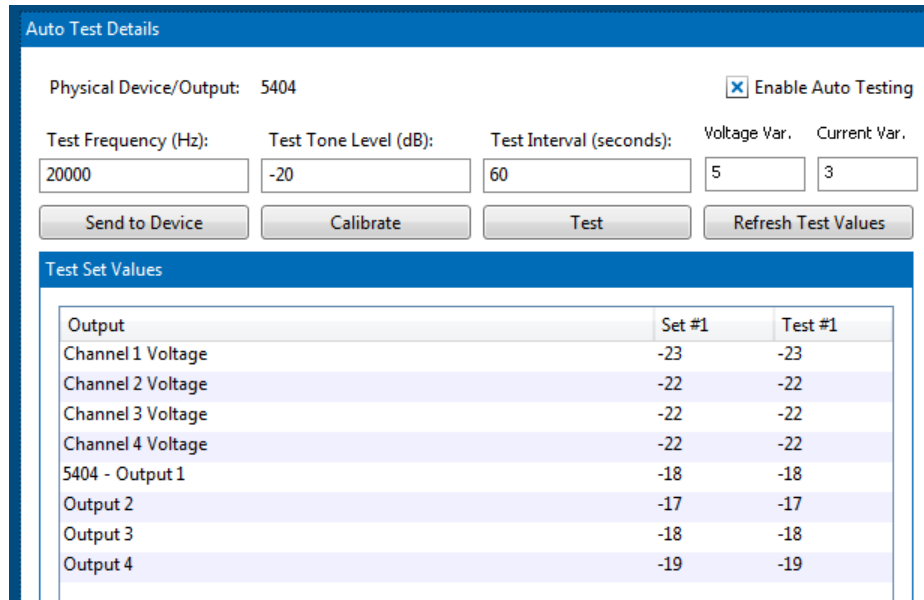 Auto Test Details
Physical Device/Output: 5404 Enable Auto Testing
Test Frequency (Hz): Test Tone Level (dB): Test Interval (seconds): Voltage Var. Current Var.
20000 -20 60 5 3
Send to Device Calibrate Test Refresh Test Values
Test Set Values
Output Set #1 Test #1
Channel 1 Voltage -23 -23
Channel 2 Voltage -22 -22
Channel 3 Voltage -22 -22
Channel 4 Voltage -22 -22
5404 - Output 1 -18 -18
Output 2 -17 -17
Output 3 -18 -18
Output 4 -19 -19